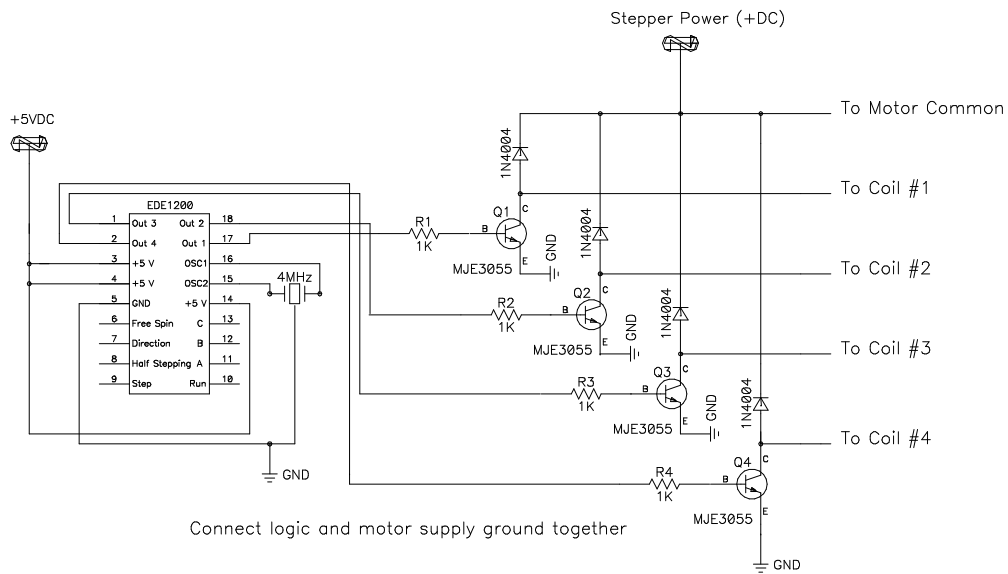 Stepper Power (+DC)
To Motor Common
+5VDC
1N4004
To Coil #1
EDE1200
1 Out 3 Out 2 18
2 Out 4 Out 1 17
3 +5 V OSC1 16
4 +5 V OSC2 15
5 GND +5 V 14
6 Free Spin C 13
7 Direction B 12
8 Half Stepping A 11
9 Step Run 10
4MHz
GND
R1
1K
B
Q1
C
E
MJE3055
GND
1N4004
To Coil #2
R2
1K
B
Q2
C
E
MJE3055
GND
1N4004
To Coil #3
R3
1K
B
Q3
C
E
MJE3055
GND
1N4004
To Coil #4
R4
1K
B
Q4
C
E
MJE3055
GND
Connect logic and motor supply ground together